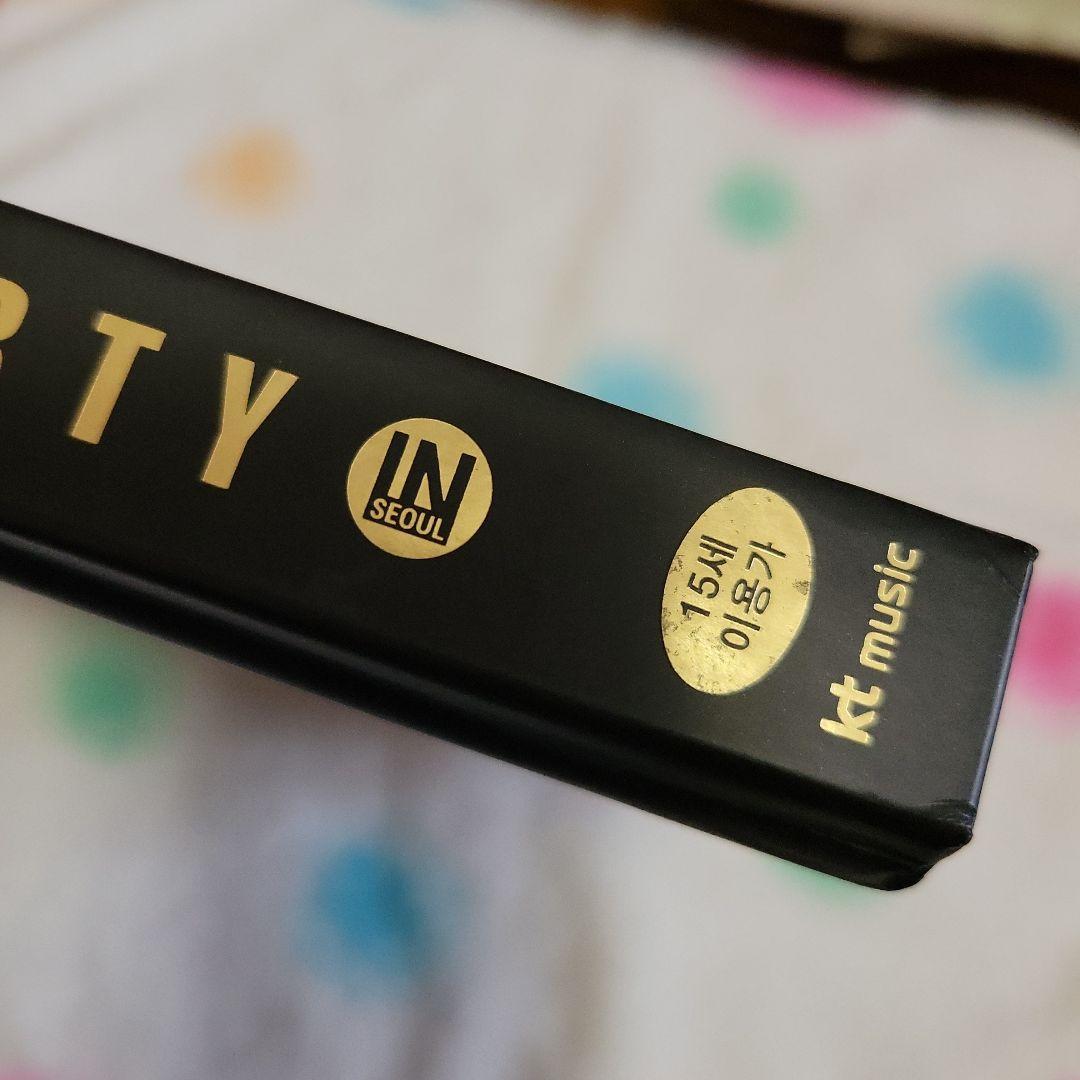 RTY
IN
SEOUL
15세
이용가
kt music